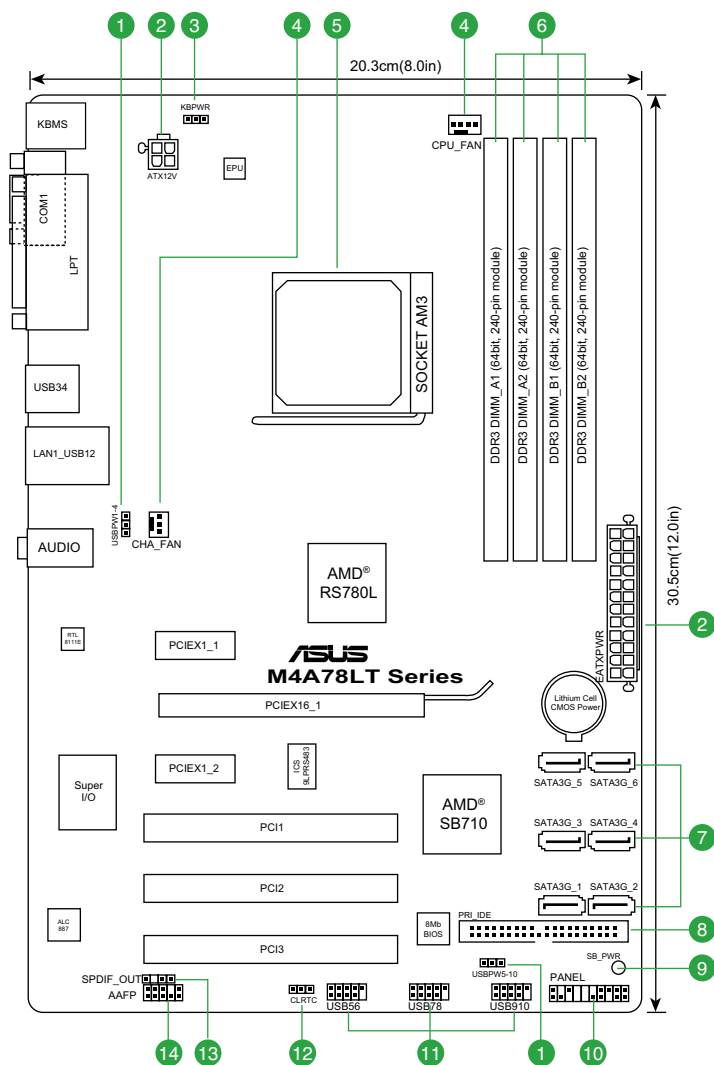 1 2 3 4 5 4 6
20.3cm(8.0in)
KBPWR
KBMS
CPU_FAN
ATX12V
EPU
COM1
LPT
SOCKET AM3
DDR3 DIMM_A1 (64bit, 240-pin module)
DDR3 DIMM_A2 (64bit, 240-pin module)
DDR3 DIMM_B1 (64bit, 240-pin module)
DDR3 DIMM_B2 (64bit, 240-pin module)
USB34
LAN1_USB12
USBPW1-4
CHA_FAN
AUDIO
30.5cm(12.0in)
AMD®
RS780L
EATXPWR
2
RTL
8111E
PCIEX1_1
ASUS
M4A78LT Series
PCIEX16_1
Lithium Cell
CMOS Power
PCIEX1_2
ICS
9LPRS483
Super
I/O
AMD®
SB710
SATA3G_5
SATA3G_6
PCI1
SATA3G_3
SATA3G_4
7
PCI2
SATA3G_1
SATA3G_2
ALC
887
8Mb
BIOS
PRI_IDE
8
PCI3
SB_PWR
9
SPDIF_OUT
AAFP
CLRTC
USB56
USB78
USBPW5-10
USB910
PANEL
14 13 12 11 1 10